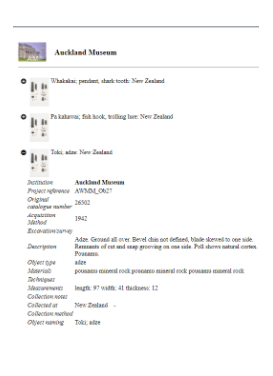 Auckland Museum
Whakakai; pendant, shark tooth: New Zealand
Pa kahawai; fish hook, trolling lure: New Zealand
Toki; adze: New Zealand
Institution Auckland Museum
Project reference AWMM_Ob27
Original catalogue number 26502
Acquisition Method 1942
Excavation/survey
Description Adze. Ground all over. Bevel chin not defined, blade skewed to one side. Remnants of cut and snap grooving on one side. Poll shows natural cortex. Pounamu.
Object type adze
Materials pounamu mineral rock pounamu mineral rock pounamu mineral rock
Techniques
Measurements length: 97 width: 41 thickness: 12
Collection notes
Collected at New Zealand -
Collection method
Object naming Toki; adze